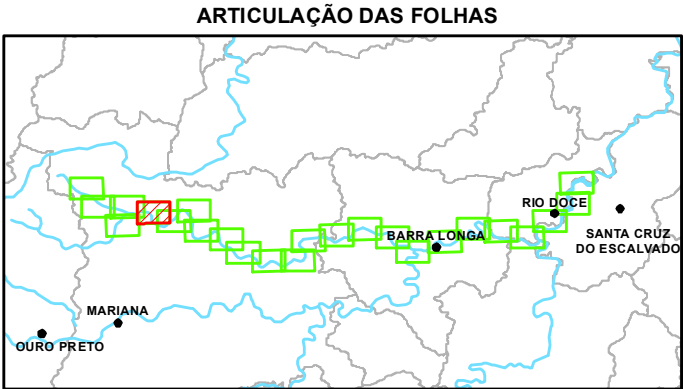 ARTICULAÇÃO DAS FOLHAS
RIO DOCE
BARRA LONGA
SANTA CRUZ
DO ESCALVADO
MARIANA
OURO PRETO